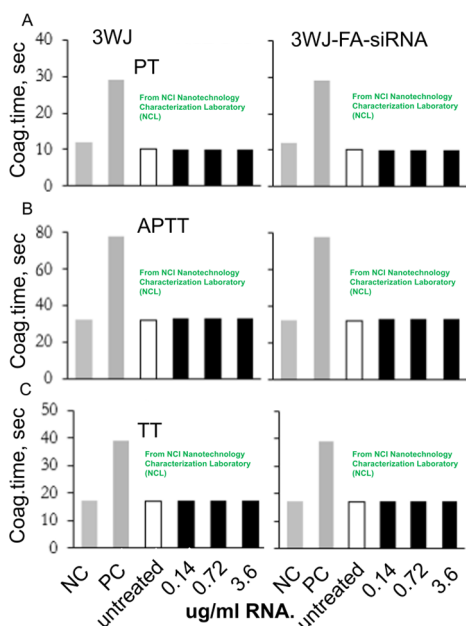 A
3WJ
3WJ-FA-siRNA
PT
Coag.time, sec
40
30
20
10
0
From NCI Nanotechnology
Characterization Laboratory
(NCL)
From NCI Nanotechnology
Characterization Laboratory
(NCL)
B
APTT
Coag.time, sec
80
60
40
20
0
From NCI Nanotechnology
Characterization Laboratory
(NCL)
From NCI Nanotechnology
Characterization Laboratory
(NCL)
C
TT
Coag.time, sec
50
40
30
20
10
0
From NCI Nanotechnology
Characterization Laboratory
(NCL)
From NCI Nanotechnology
Characterization Laboratory
(NCL)
NC
PC
untreated
0.14
0.72
3.6
NC
PC
untreated
0.14
0.72
3.6
ug/ml RNA.